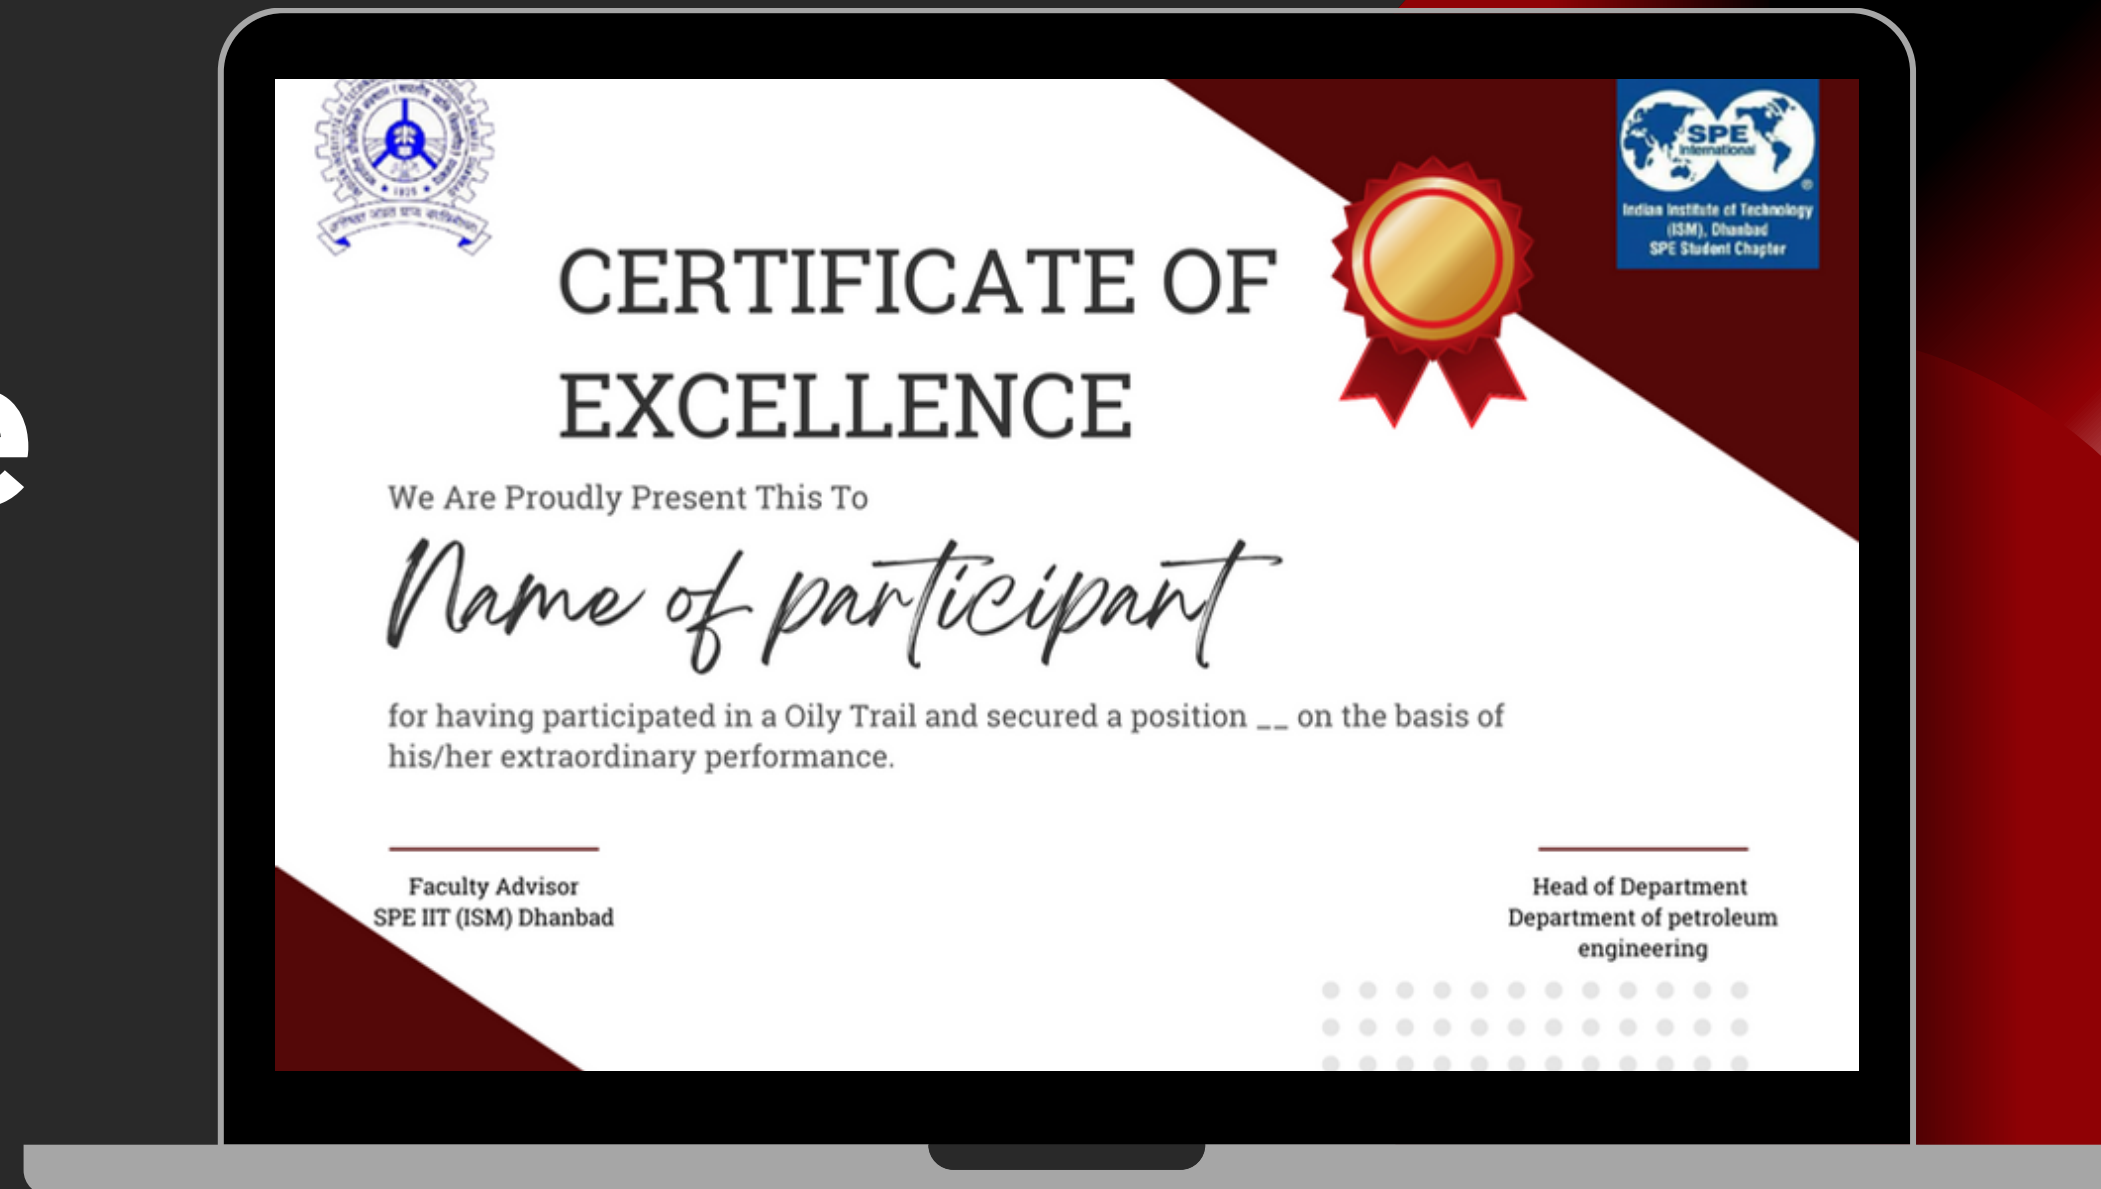 e
1926
SPE
International
®
Indian Institute of Technology
(ISM), Dhanbad
SPE Student Chapter
CERTIFICATE OF
EXCELLENCE
We Are Proudly Present This To
Name of participant
for having participated in a Oily Trail and secured a position __ on the basis of
his/her extraordinary performance.
Faculty Advisor
SPE IIT (ISM) Dhanbad
Head of Department
Department of petroleum
engineering